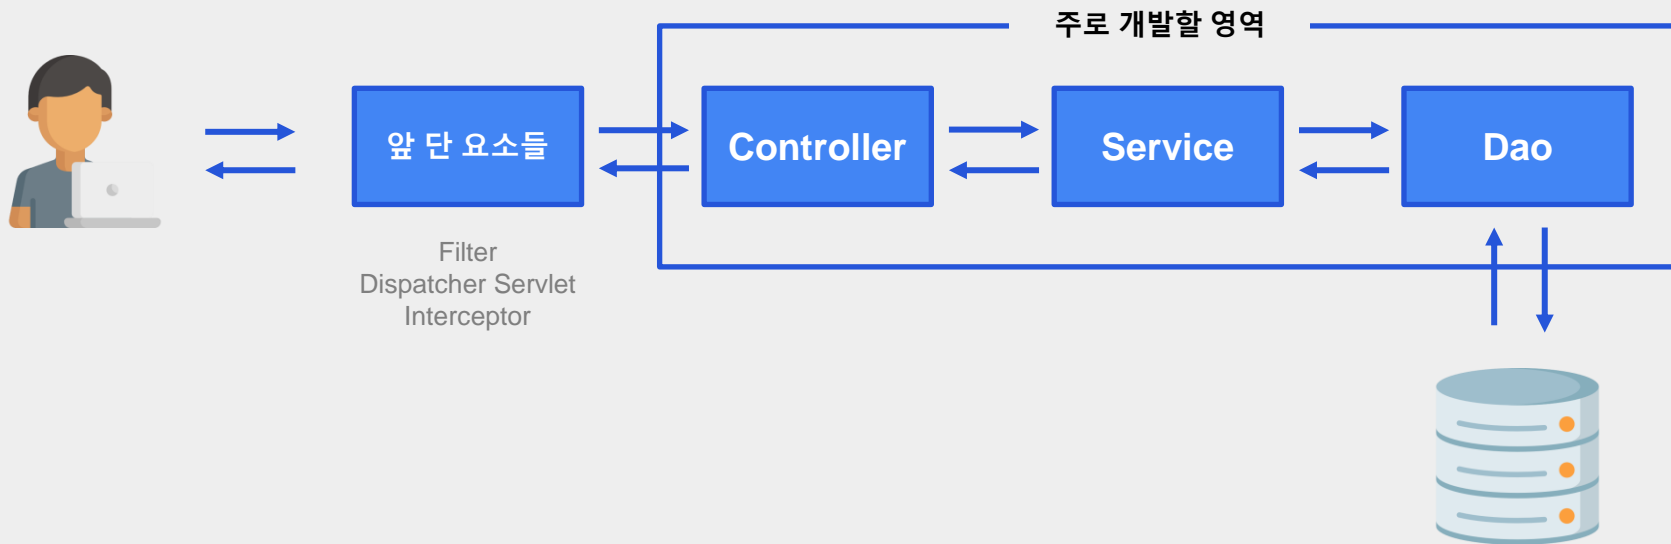 주로 개발할 영역
앞 단 요소들
Controller
Service
Dao
Filter
Dispatcher Servlet
Interceptor